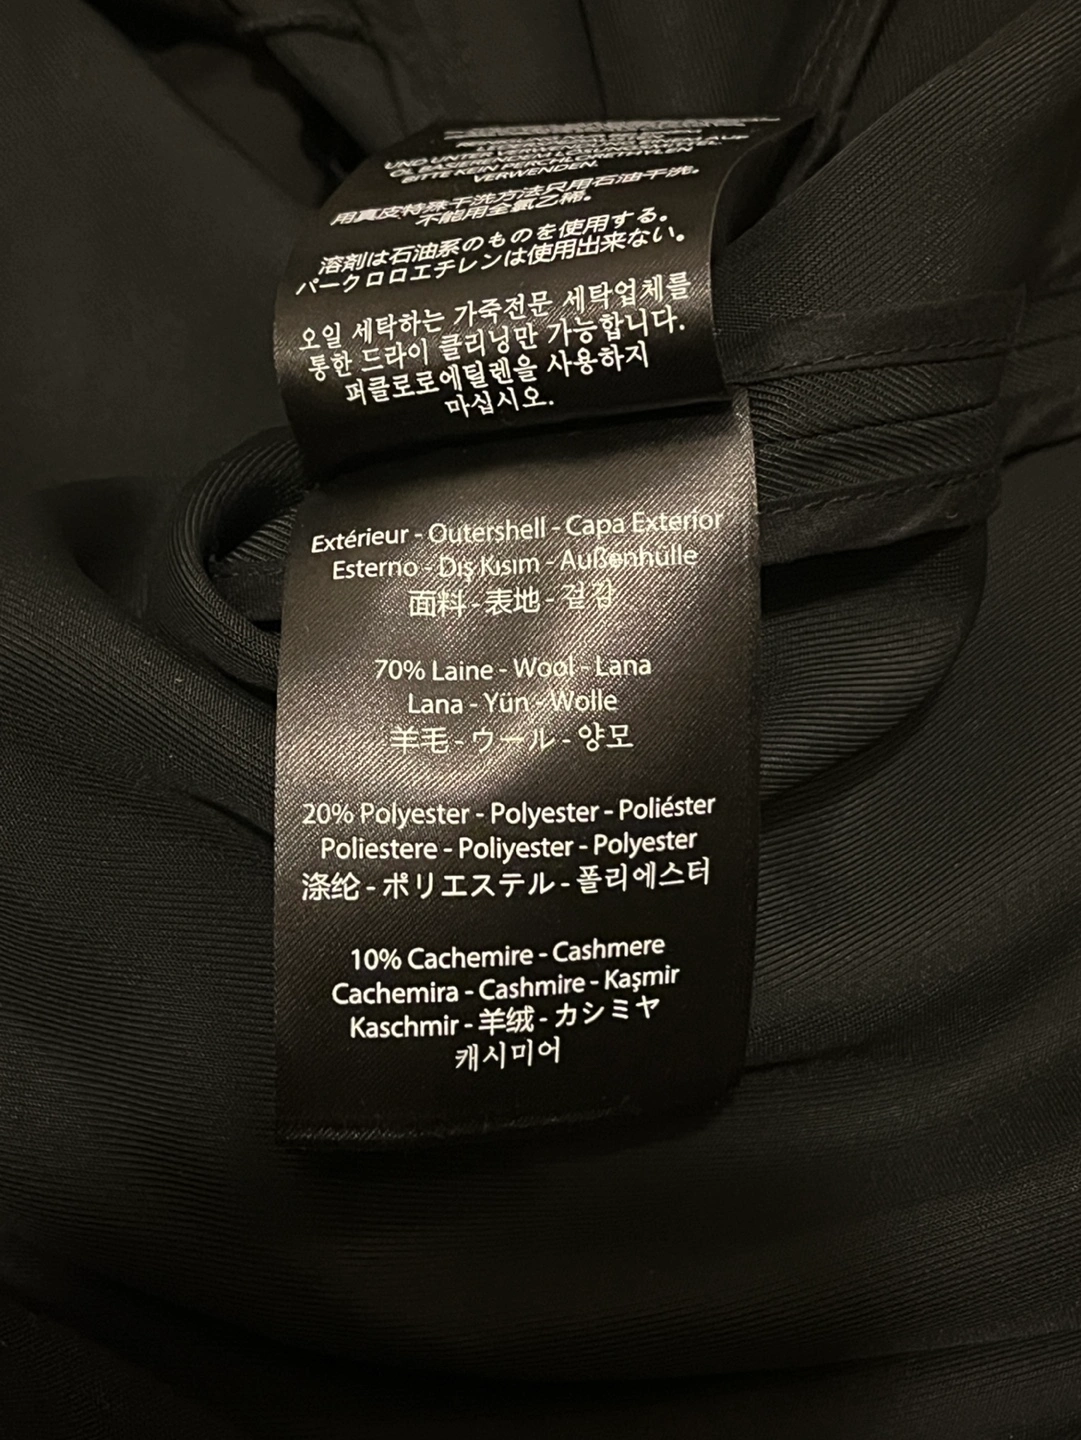 UND UNTER
VERWENDEN.
用真皮特殊干洗方法只用石油干洗。
不能用全氯乙稀。
溶剤は石油系のものを使用する。
パークロロエチレンは使用出来ない。
오일 세탁하는 가죽전문 세탁업체를
통한 드라이 클리닝만 가능합니다.
퍼클로로에틸렌을 사용하지
마십시오.
Extérieur - Outershell - Capa Exterior
Esterno - Dış Kısım - Außenhülle
面料 - 表地 - 겉감
70% Laine - Wool - Lana
Lana - Yün - Wolle
羊毛 - ウール - 양모
20% Polyester - Polyester - Poliéster
Poliestere - Poliyester - Polyester
涤纶 - ポリエステル - 폴리에스터
10% Cachemire - Cashmere
Cachemira - Cashmire - Kaşmir
Kaschmir - 羊绒 - カシミヤ
캐시미어